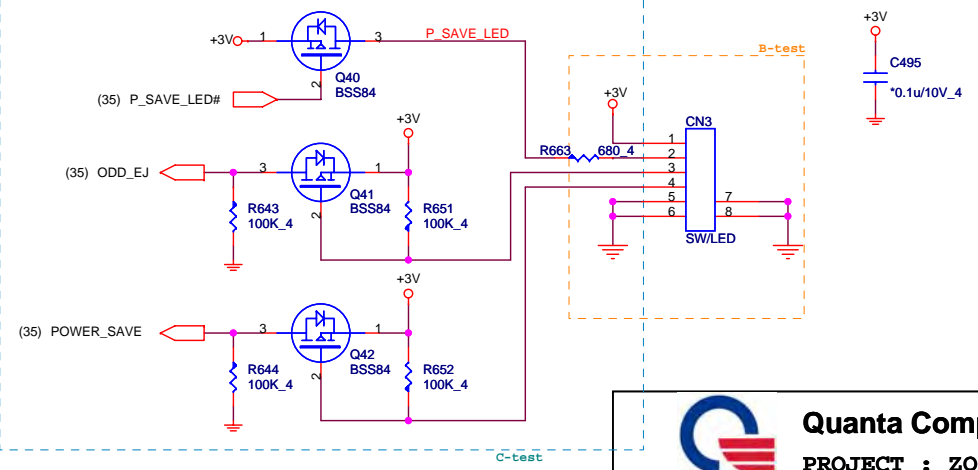 +3V
1
3
P_SAVE_LED
2
Q40
BSS84
(35) P_SAVE_LED#
+3V
C495
*0.1u/10V_4
B-test
+3V
CN3
R663
680_4
1
2
3
4
5
6
7
8
SW/LED
+3V
(35) ODD_EJ
3
1
2
Q41
BSS84
R643
100K_4
R651
100K_4
+3V
(35) POWER_SAVE
3
1
2
Q42
BSS84
R644
100K_4
R652
100K_4
C-test
Quanta Comp
PROJECT : ZO